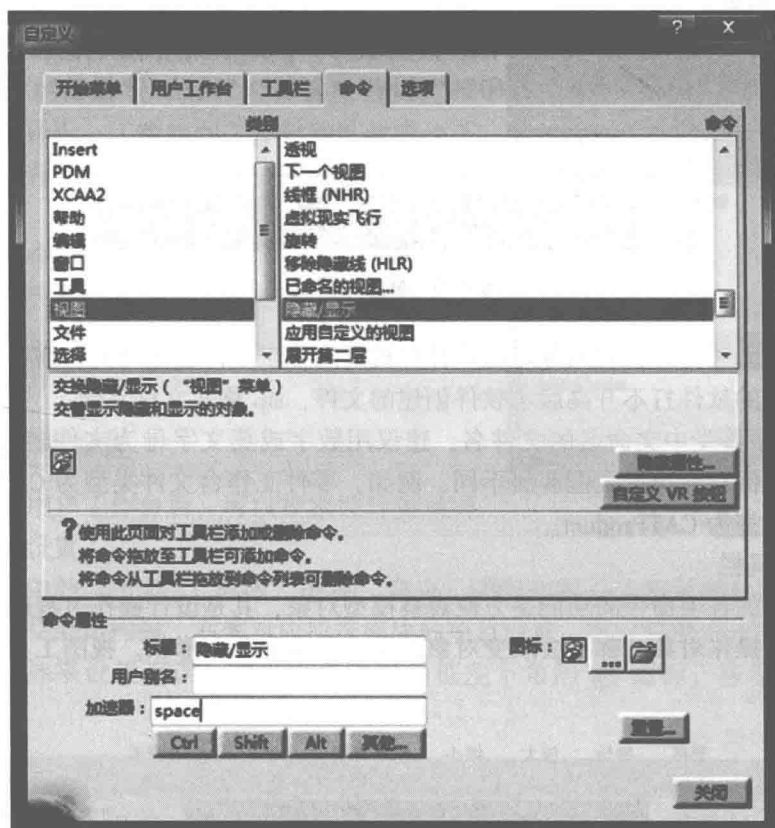 自定义
? X
开始菜单 用户工作台 工具栏 命令 选项
类别 命令
Insert
PDM
XCAA2
帮助
编辑
窗口
工具
视图
文件
选择
透视
下一个视图
线框 (NHR)
虚拟现实飞行
旋转
移除隐藏线 (HLR)
已命名的视图...
隐藏/显示
应用自定义的视图
展开第二层
交换隐藏/显示（“视图”菜单）
交替显示隐藏和显示的对象。
隐藏属性...
自定义 VR 按钮
?使用此页面对工具栏添加或删除命令。
将命令拖放至工具栏可添加命令。
将命令从工具栏拖放到命令列表可删除命令。
命令属性
标题：隐藏/显示 图标： ...
用户别名：
加速器：space
Ctrl Shift Alt 其他...
重置...
关闭